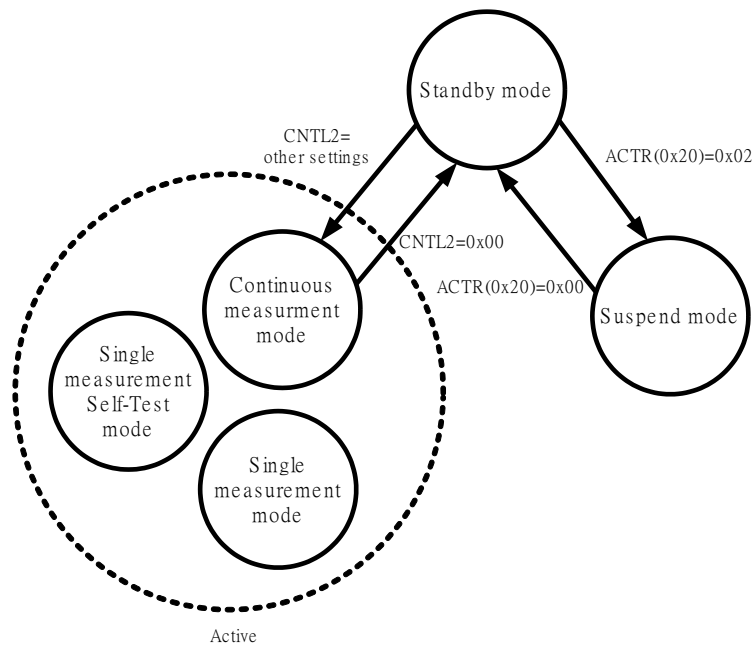 Standby mode
CNTL2=
other settings
ACTR(0x20)=0x02
CNTL2=0x00
ACTR(0x20)=0x00
Continuous
measurment
mode
Suspend mode
Single
measurement
Self-Test
mode
Single
measurement
mode
Active